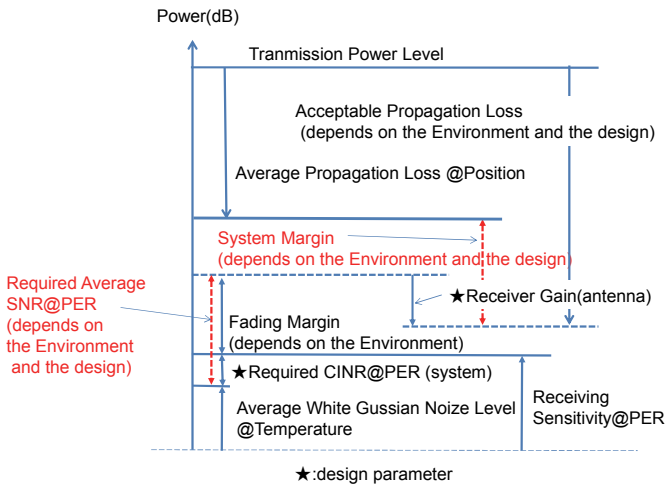 Power(dB)
Tranmission Power Level
Acceptable Propagation Loss
(depends on the Environment and the design)
Average Propagation Loss @Position
System Margin
(depends on the Environment and the design)
Required Average
SNR@PER
(depends on
the Environment
and the design)
★Receiver Gain(antenna)
Fading Margin
(depends on the Environment)
★Required CINR@PER (system)
Average White Gussian Noize Level
@Temperature
Receiving
Sensitivity@PER
★:design parameter